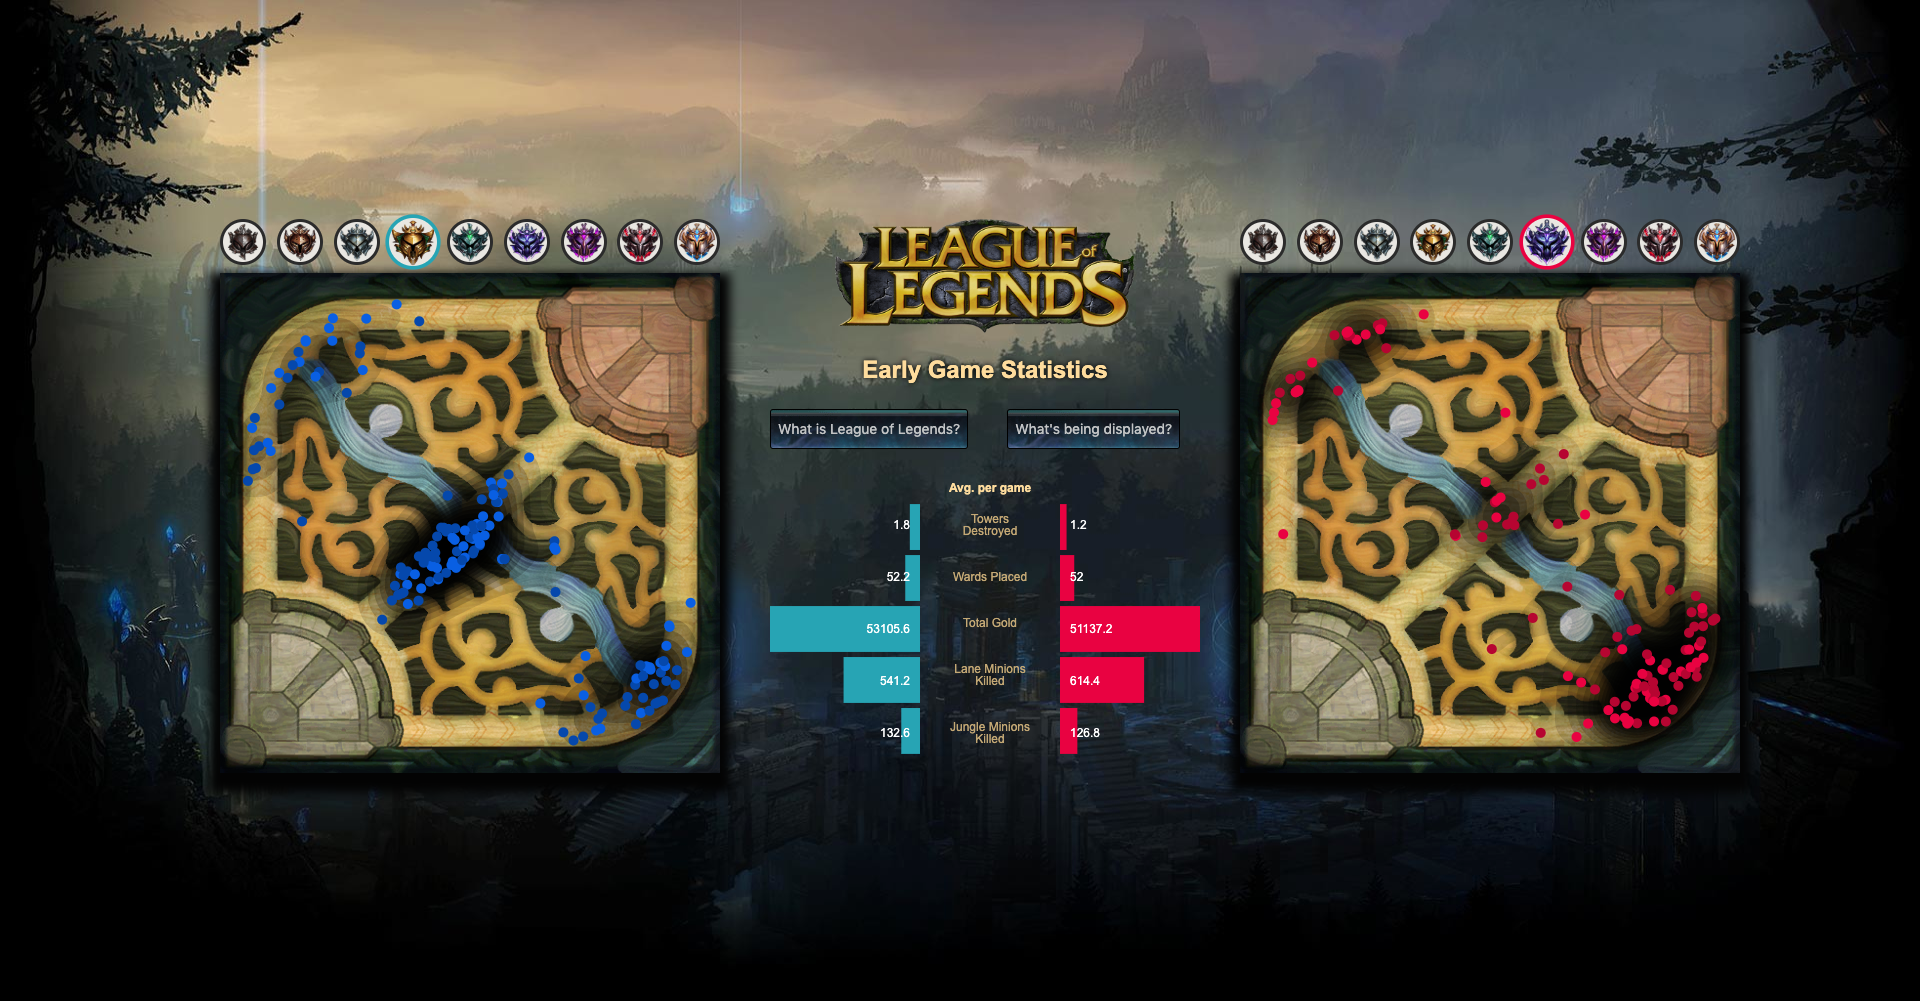 LEAGUE of
LEGENDS®
Early Game Statistics
What is League of Legends?
What's being displayed?
Avg. per game
1.8
Towers
Destroyed
1.2
52.2
Wards Placed
52
53105.6
Total Gold
51137.2
541.2
Lane Minions
Killed
614.4
132.6
Jungle Minions
Killed
126.8